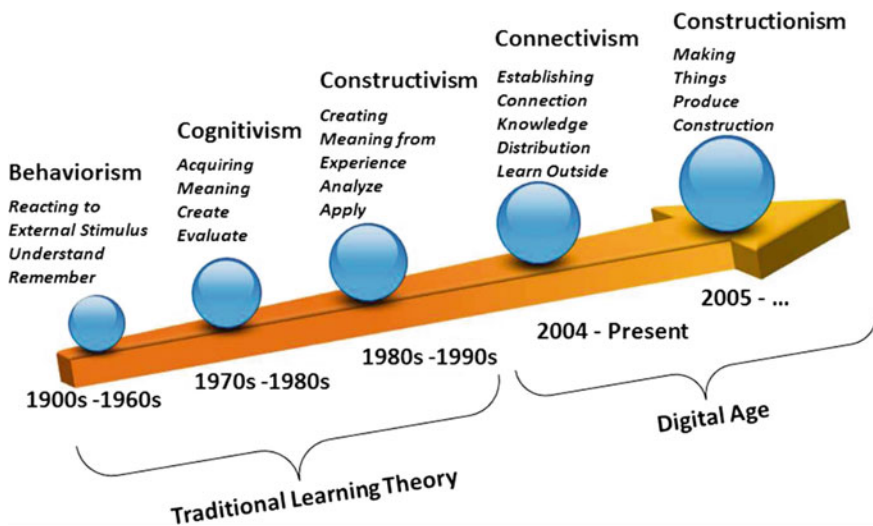 Behaviorism
Reacting to
External Stimulus
Understand
Remember
Cognitivism
Acquiring
Meaning
Create
Evaluate
Constructivism
Creating
Meaning from
Experience
Analyze
Apply
Connectivism
Establishing
Connection
Knowledge
Distribution
Learn Outside
Constructionism
Making
Things
Produce
Construction
1900s -1960s
1970s -1980s
1980s -1990s
2004 - Present
2005 - ...
Traditional Learning Theory
Digital Age